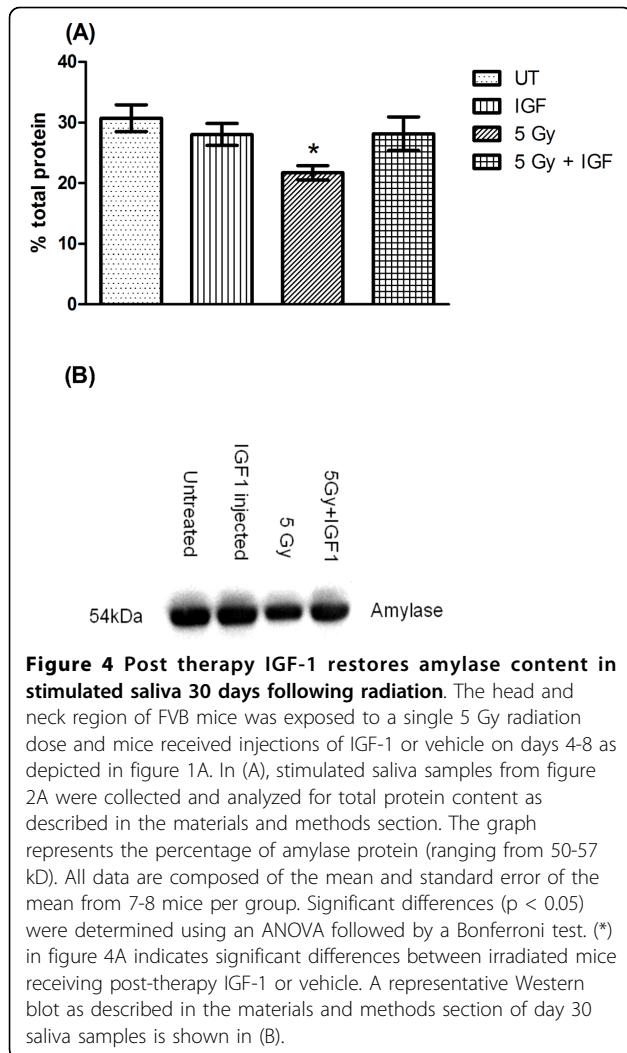 (A)
40
30
20
10
0
% total protein
*
UT
IGF
5 Gy
5 Gy + IGF
(B)
Untreated
IGF1 injected
5 Gy
5Gy+IGF1
54kDa
Amylase
Figure 4 Post therapy IGF-1 restores amylase content in
stimulated saliva 30 days following radiation. The head and
neck region of FVB mice was exposed to a single 5 Gy radiation
dose and mice received injections of IGF-1 or vehicle on days 4-8 as
depicted in figure 1A. In (A), stimulated saliva samples from figure
2A were collected and analyzed for total protein content as
described in the materials and methods section. The graph
represents the percentage of amylase protein (ranging from 50-57
kD). All data are composed of the mean and standard error of the
mean from 7-8 mice per group. Significant differences (p < 0.05)
were determined using an ANOVA followed by a Bonferroni test. (*)
in figure 4A indicates significant differences between irradiated mice
receiving post-therapy IGF-1 or vehicle. A representative Western
blot as described in the materials and methods section of day 30
saliva samples is shown in (B).